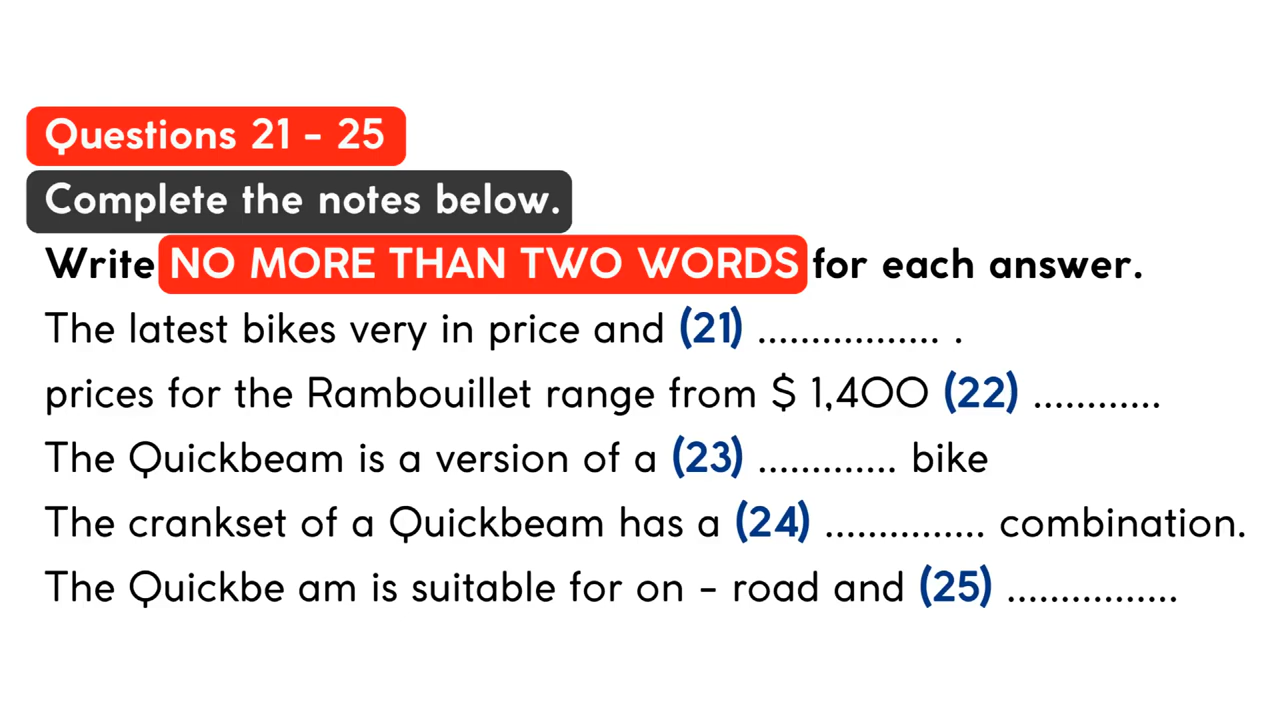 Questions 21 - 25
Complete the notes below.
Write NO MORE THAN TWO WORDS for each answer.
The latest bikes very in price and (21) ................. .
prices for the Rambouillet range from $ 1,400 (22) ............
The Quickbeam is a version of a (23) ............. bike
The crankset of a Quickbeam has a (24) ............... combination.
The Quickbe am is suitable for on - road and (25) ................